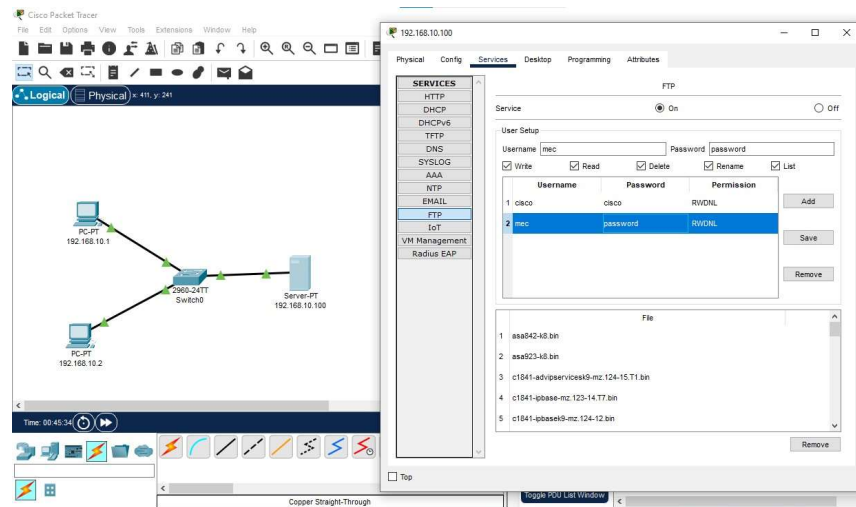 Cisco Packet Tracer
File Edit Options View Tools Extensions Window Help
Logical Physical x: 411, y: 241
PC-PT
192.168.10.1
2960-24TT
Switch0
Server-PT
192.168.10.100
PC-PT
192.168.10.2
Time: 00:45:34
Copper Straight-Through
Toggle PDU List Window
192.168.10.100
Physical Config Services Desktop Programming Attributes
SERVICES
HTTP
DHCP
DHCPv6
TFTP
DNS
SYSLOG
AAA
NTP
EMAIL
FTP
IoT
VM Management
Radius EAP
FTP
Service On Off
User Setup
Username mec Password password
Write Read Delete Rename List
Username Password Permission
1 cisco cisco RWDNL
2 mec password RWDNL
Add
Save
Remove
File
1 asa842-k8.bin
2 asa923-k8.bin
3 c1841-advipservicesk9-mz.124-15.T1.bin
4 c1841-ipbase-mz.123-14.T7.bin
5 c1841-ipbasek9-mz.124-12.bin
Remove
Top